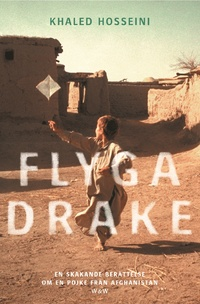 KHALED HOSSEINI
FLYGA
DRAKE
EN SKAKANDE BERÄTTELSE
OM EN POJKE FRÅN AFGHANISTAN
W&W